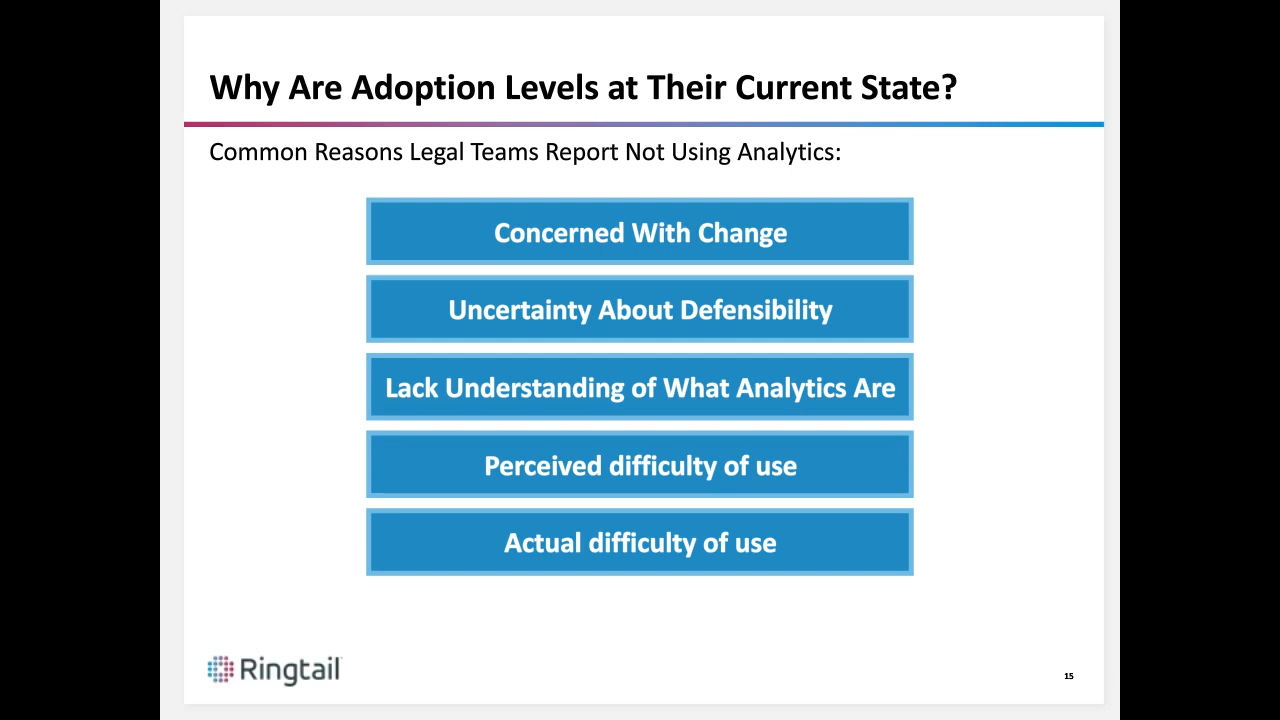 Why Are Adoption Levels at Their Current State?
Common Reasons Legal Teams Report Not Using Analytics:
Concerned With Change
Uncertainty About Defensibility
Lack Understanding of What Analytics Are
Perceived difficulty of use
Actual difficulty of use
Ringtail
15